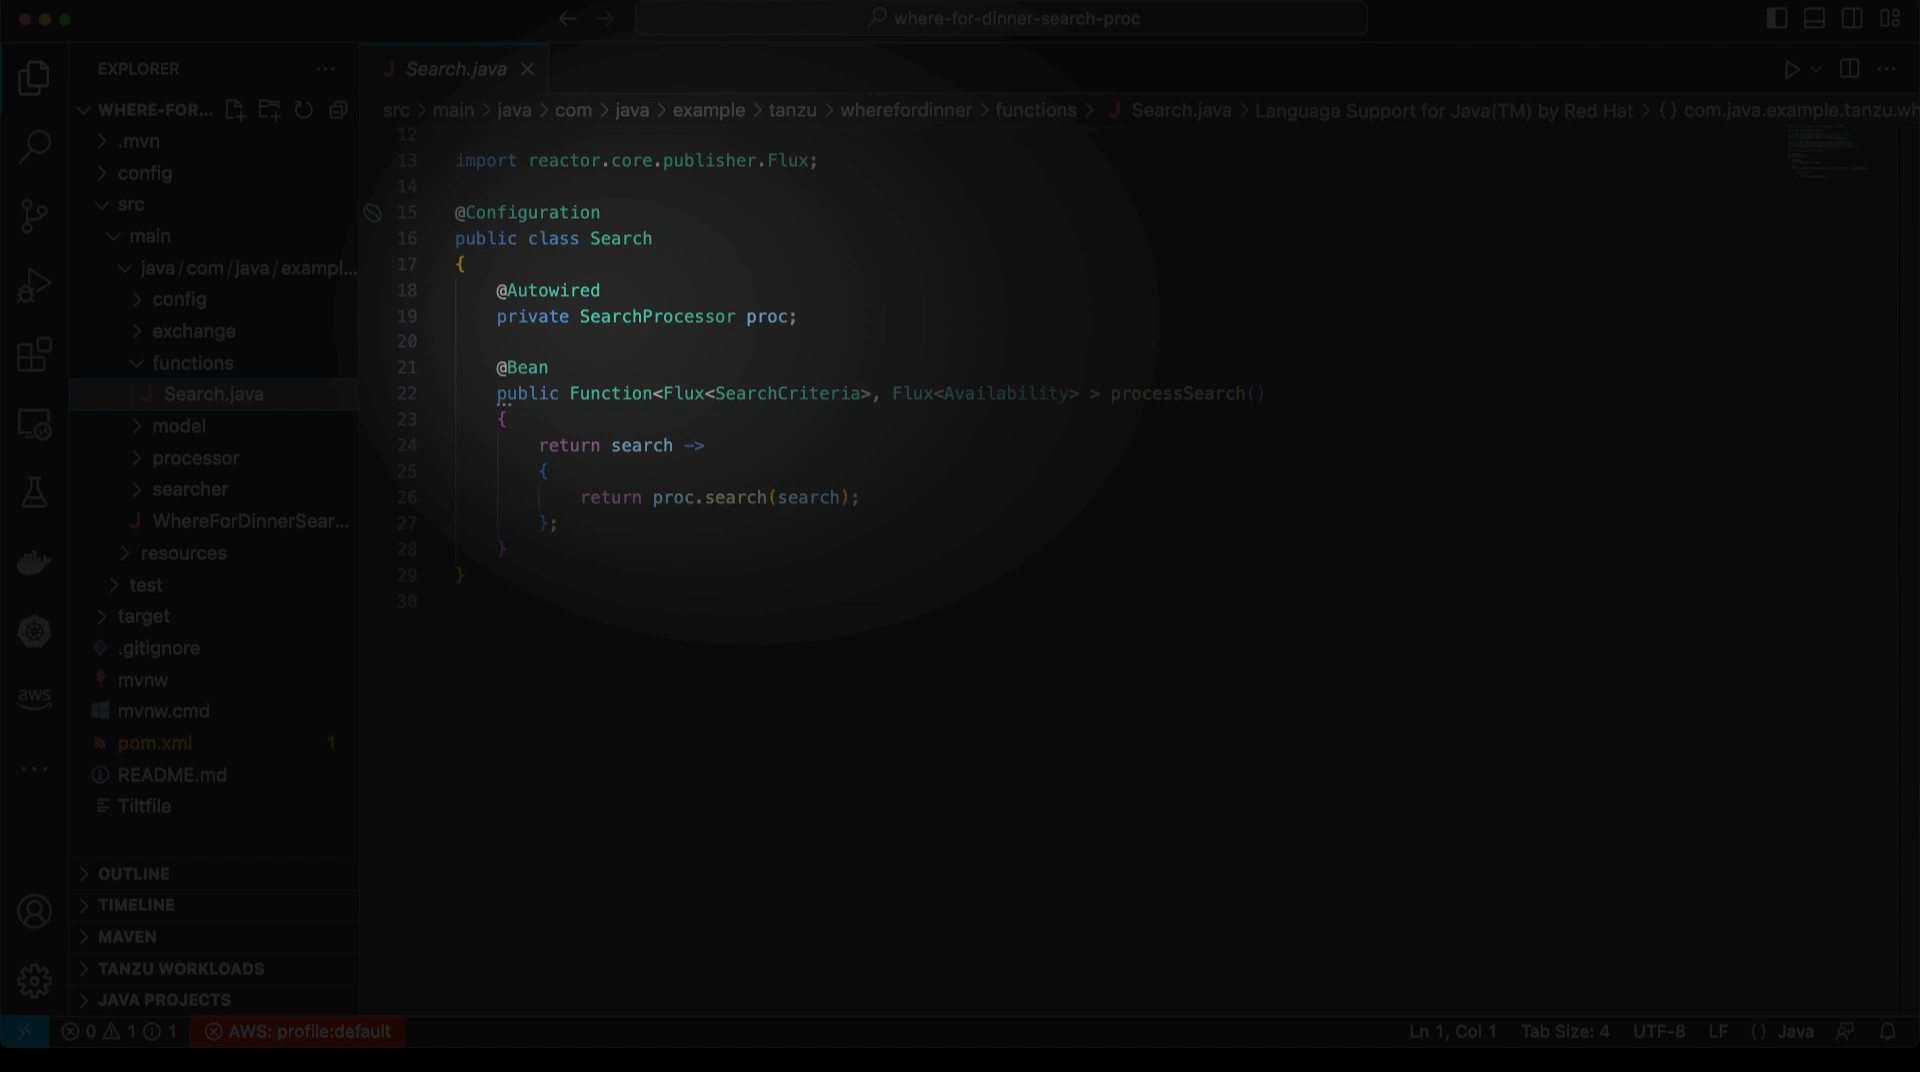 where-for-dinner-search-proc
EXPLORER
Search.java
WHERE-FOR...
src > main > java > com > java > example > tanzu > wherefordinner > functions > Search.java > Language Support for Java(TM) by Red Hat > {} com.java.example.tanzu.wh
.mvn
config
src
main
java/com/java/exampl...
config
exchange
functions
Search.java
model
processor
searcher
WhereForDinnerSear...
resources
test
target
.gitignore
mvnw
mvnw.cmd
pom.xml 1
README.md
Tiltfile
OUTLINE
TIMELINE
MAVEN
TANZU WORKLOADS
JAVA PROJECTS
aws
12
13 import reactor.core.publisher.Flux;
14
15 @Configuration
16 public class Search
17 {
18 @Autowired
19 private SearchProcessor proc;
20
21 @Bean
22 public Function<Flux<SearchCriteria>, Flux<Availability> > processSearch()
23 {
24 return search ->
25 {
26 return proc.search(search);
27 };
28 }
29 }
30
0 1 1 AWS: profile:default Ln 1, Col 1 Tab Size: 4 UTF-8 LF {} Java